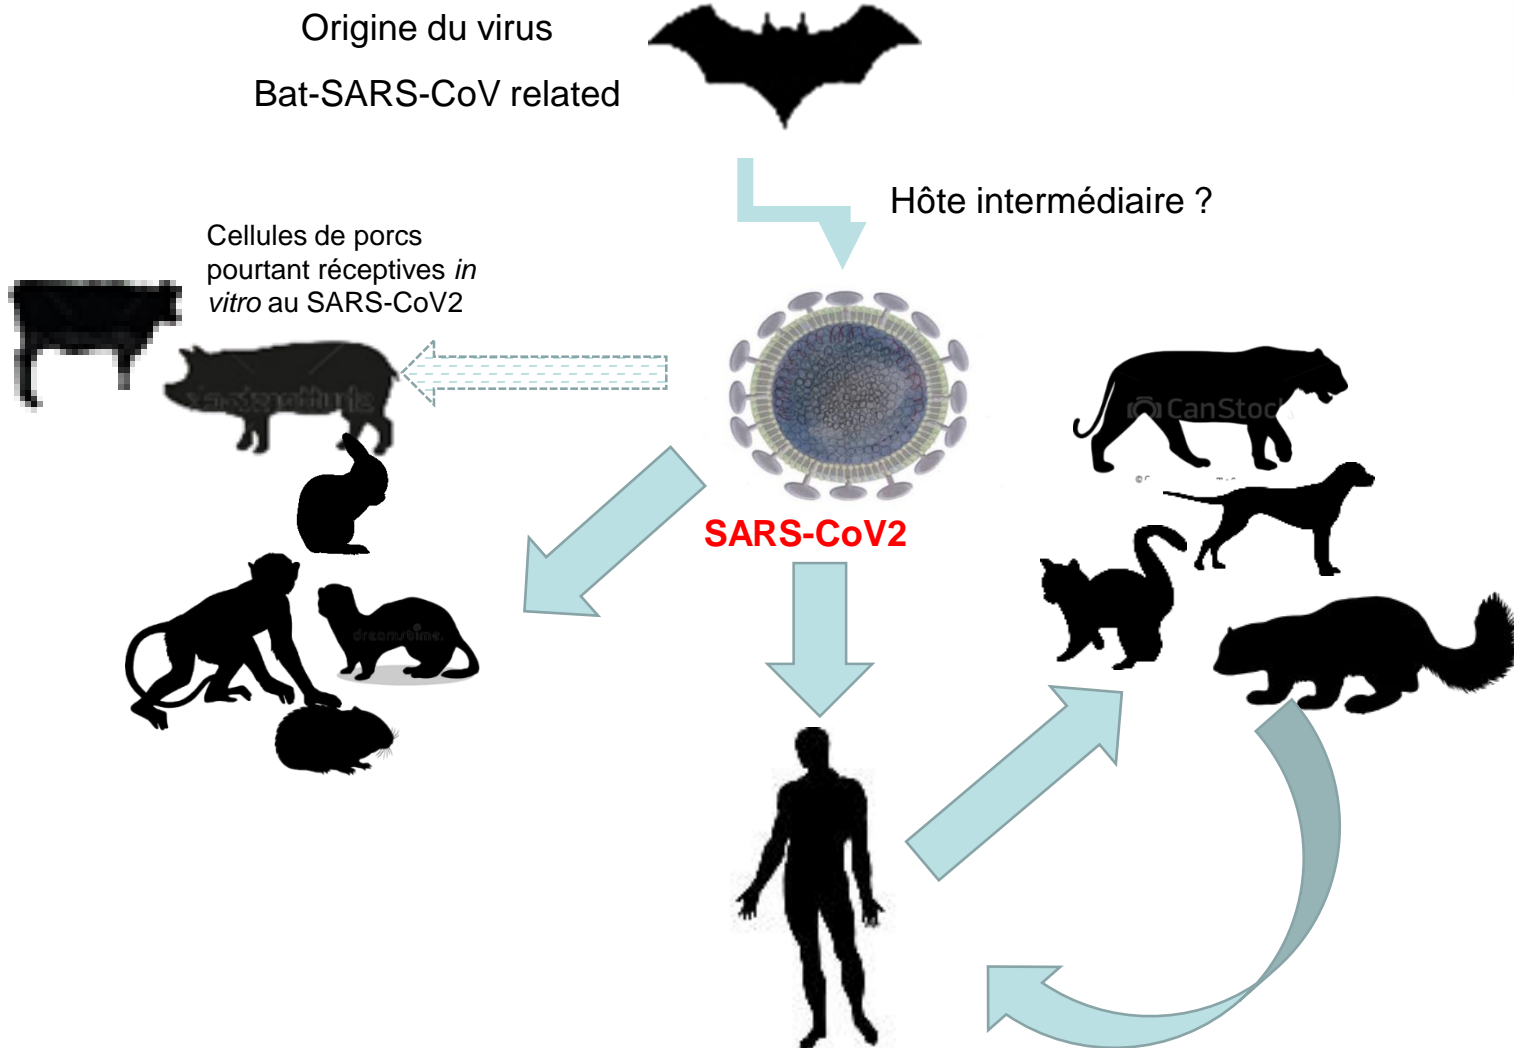 Origine du virus
Bat-SARS-CoV related
Hôte intermédiaire ?
Cellules de porcs
pourtant réceptives in
vitro au SARS-CoV2
CanStock
SARS-CoV2
dreamstime.